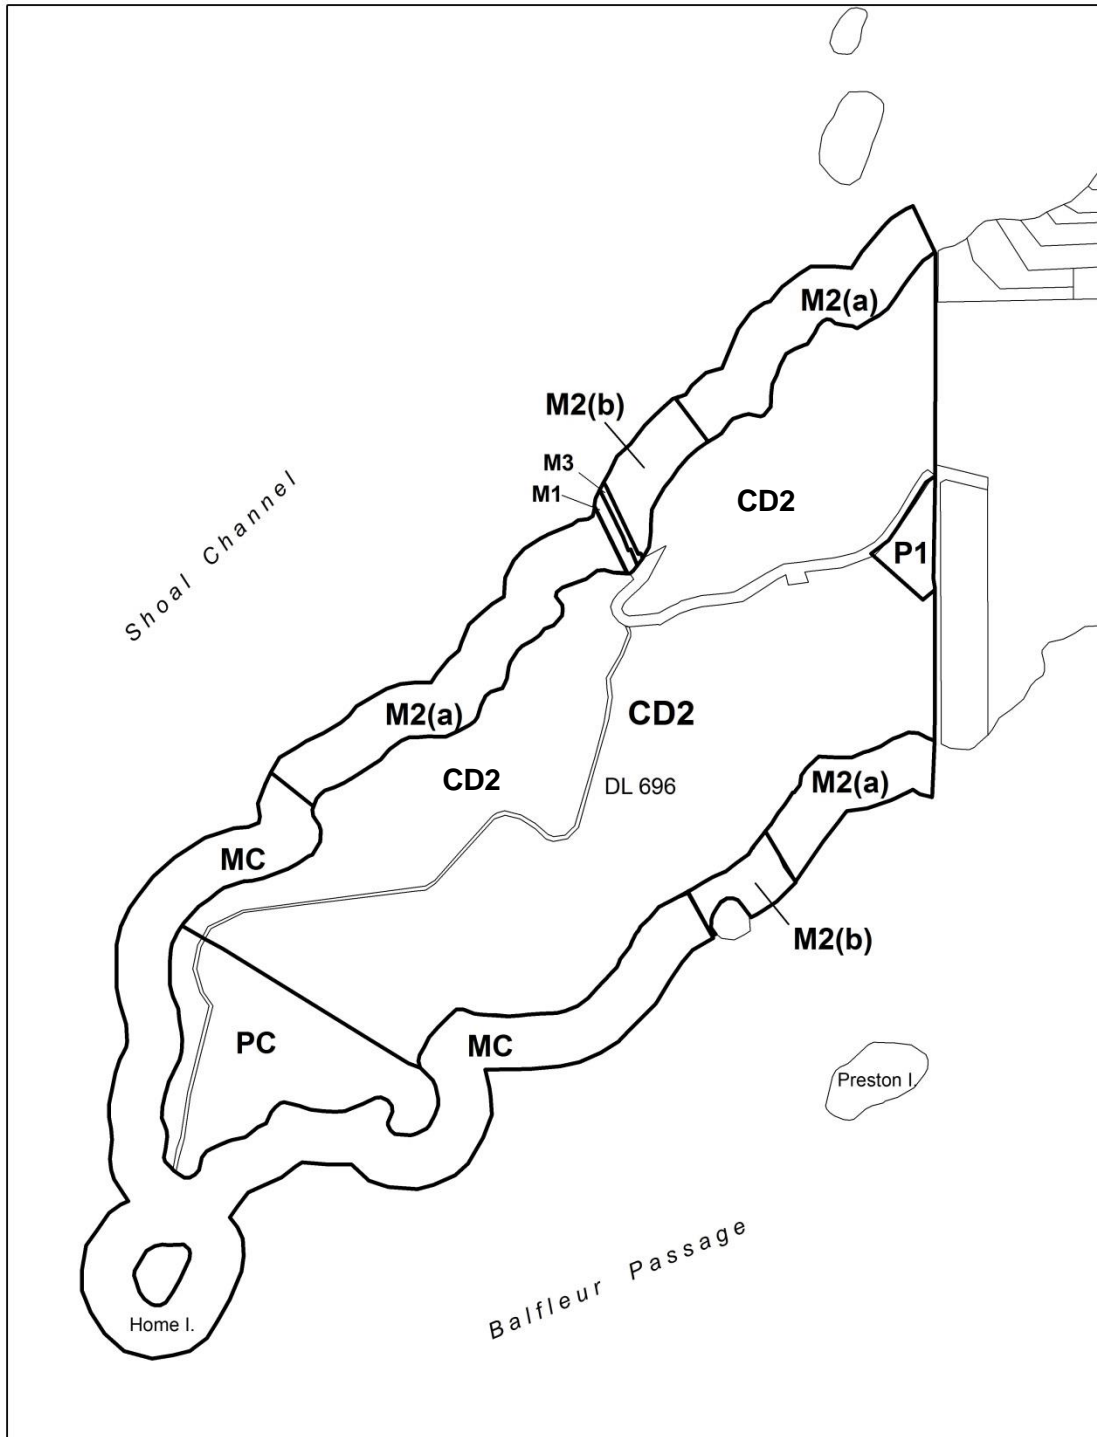 M2(a)
M2(b)
M3
M1
CD2
Shoal Channel
P1
M2(a)
CD2
CD2
DL 696
M2(a)
MC
M2(b)
PC
MC
Preston I.
Balfleur Passage
Home I.